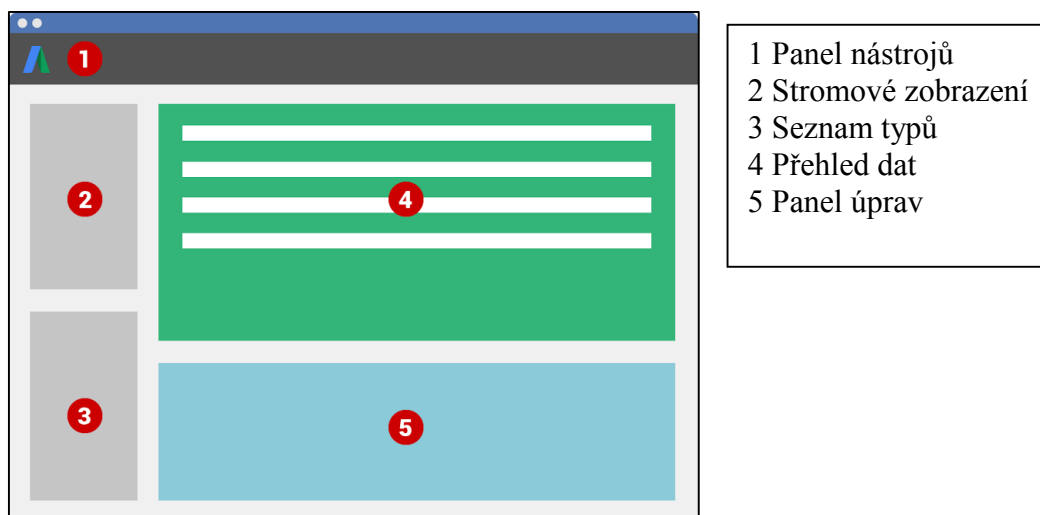 1
2
3
4
5
1 Panel nástrojů
2 Stromové zobrazení
3 Seznam typů
4 Přehled dat
5 Panel úprav